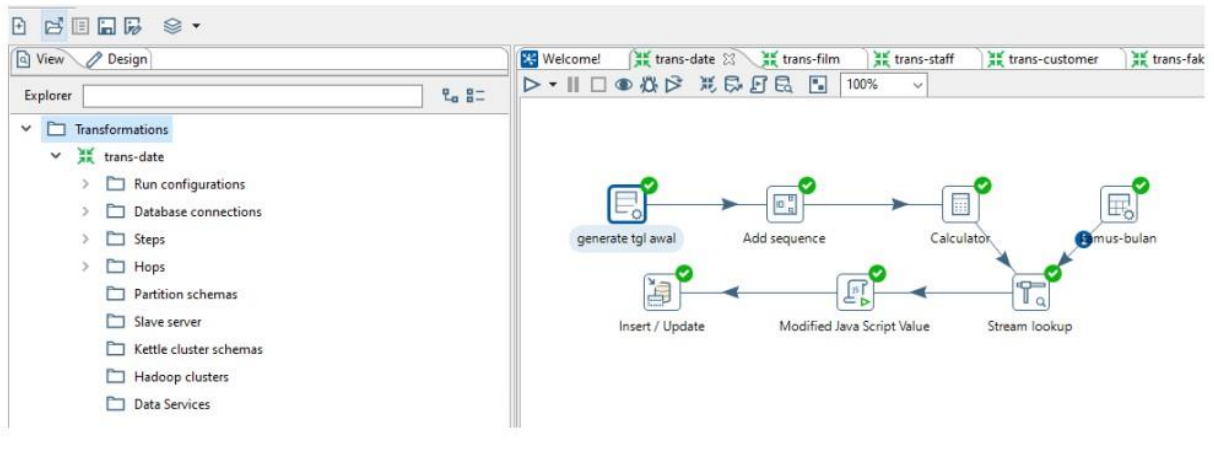 View
Design
Explorer
Transformations
trans-date
Run configurations
Database connections
Steps
Hops
Partition schemas
Slave server
Kettle cluster schemas
Hadoop clusters
Data Services
Welcome!
trans-date
trans-film
trans-staff
trans-customer
trans-fak
100%
generate tgl awal
Add sequence
Calculator
mus-bulan
Insert / Update
Modified Java Script Value
Stream lookup